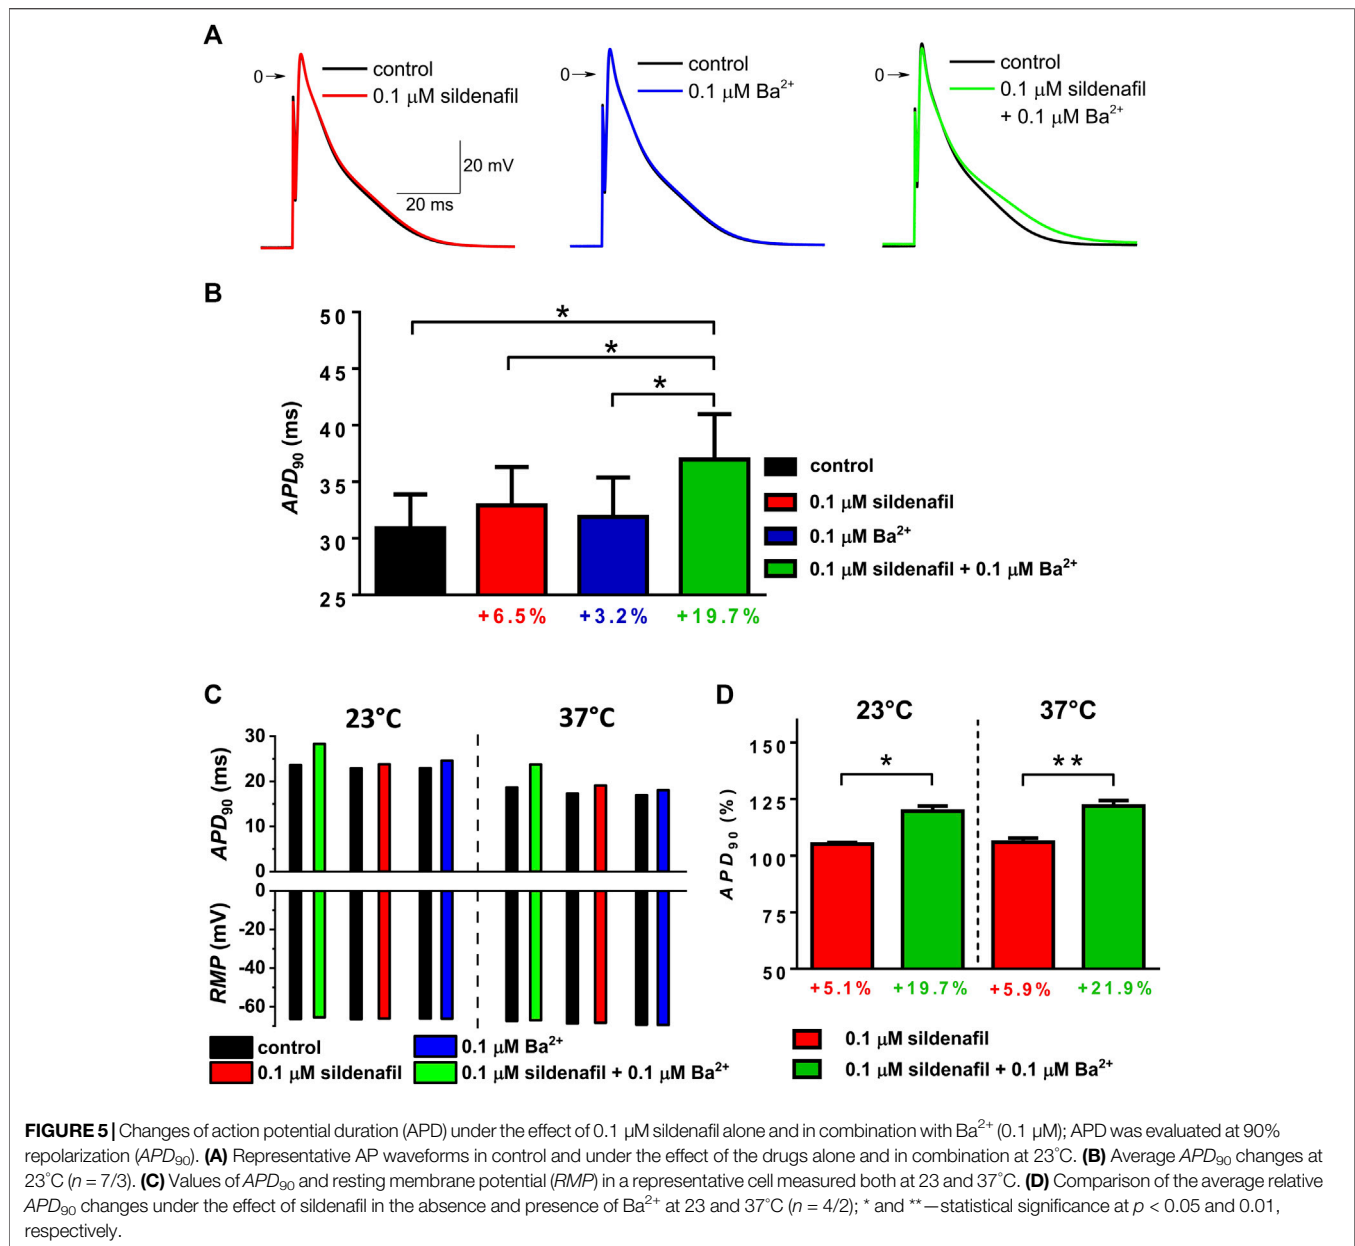 A
0
control
0.1 μM sildenafil
20 mV
20 ms
0
control
0.1 μM Ba²⁺
0
control
0.1 μM sildenafil
+ 0.1 μM Ba²⁺
B
APD₉₀ (ms)
50
45
40
35
30
25
*
*
*
+6.5%
+3.2%
+19.7%
control
0.1 μM sildenafil
0.1 μM Ba²⁺
0.1 μM sildenafil + 0.1 μM Ba²⁺
C
23°C
37°C
APD₉₀ (ms)
30
20
10
0
RMP (mV)
0
-20
-40
-60
control
0.1 μM Ba²⁺
0.1 μM sildenafil
0.1 μM sildenafil + 0.1 μM Ba²⁺
D
23°C
37°C
APD₉₀ (%)
150
125
100
75
50
*
**
+5.1%
+19.7%
+5.9%
+21.9%
0.1 μM sildenafil
0.1 μM sildenafil + 0.1 μM Ba²⁺
FIGURE 5 | Changes of action potential duration (APD) under the effect of 0.1 μM sildenafil alone and in combination with Ba²⁺ (0.1 μM); APD was evaluated at 90%
repolarization (APD₉₀). (A) Representative AP waveforms in control and under the effect of the drugs alone and in combination at 23°C. (B) Average APD₉₀ changes at
23°C (n = 7/3). (C) Values of APD₉₀ and resting membrane potential (RMP) in a representative cell measured both at 23 and 37°C. (D) Comparison of the average relative
APD₉₀ changes under the effect of sildenafil in the absence and presence of Ba²⁺ at 23 and 37°C (n = 4/2); * and **—statistical significance at p < 0.05 and 0.01,
respectively.